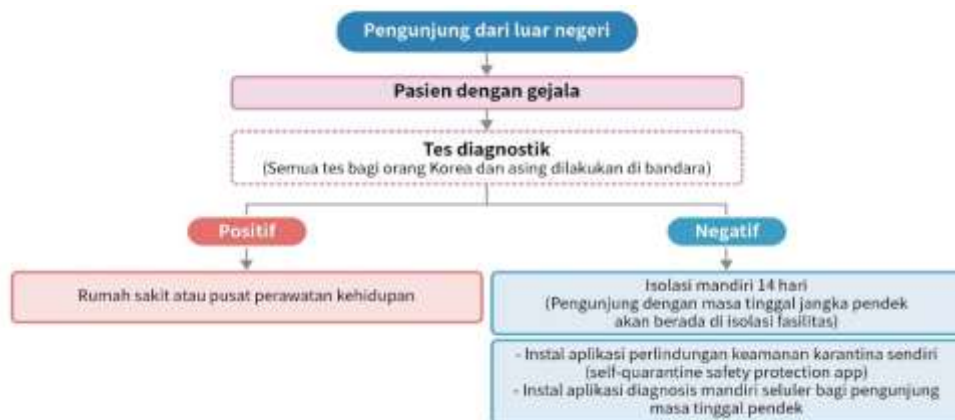 Pengunjung dari luar negeri
Pasien dengan gejala
Tes diagnostik
(Semua tes bagi orang Korea dan asing dilakukan di bandara)
Positif
Negatif
Rumah sakit atau pusat perawatan kehidupan
Isolasi mandiri 14 hari
(Pengunjung dengan masa tinggal jangka pendek
akan berada di isolasi fasilitas)
- Instal aplikasi perlindungan keamanan karantina sendiri
(self-quarantine safety protection app)
- Instal aplikasi diagnosis mandiri seluler bagi pengunjung
masa tinggal pendek